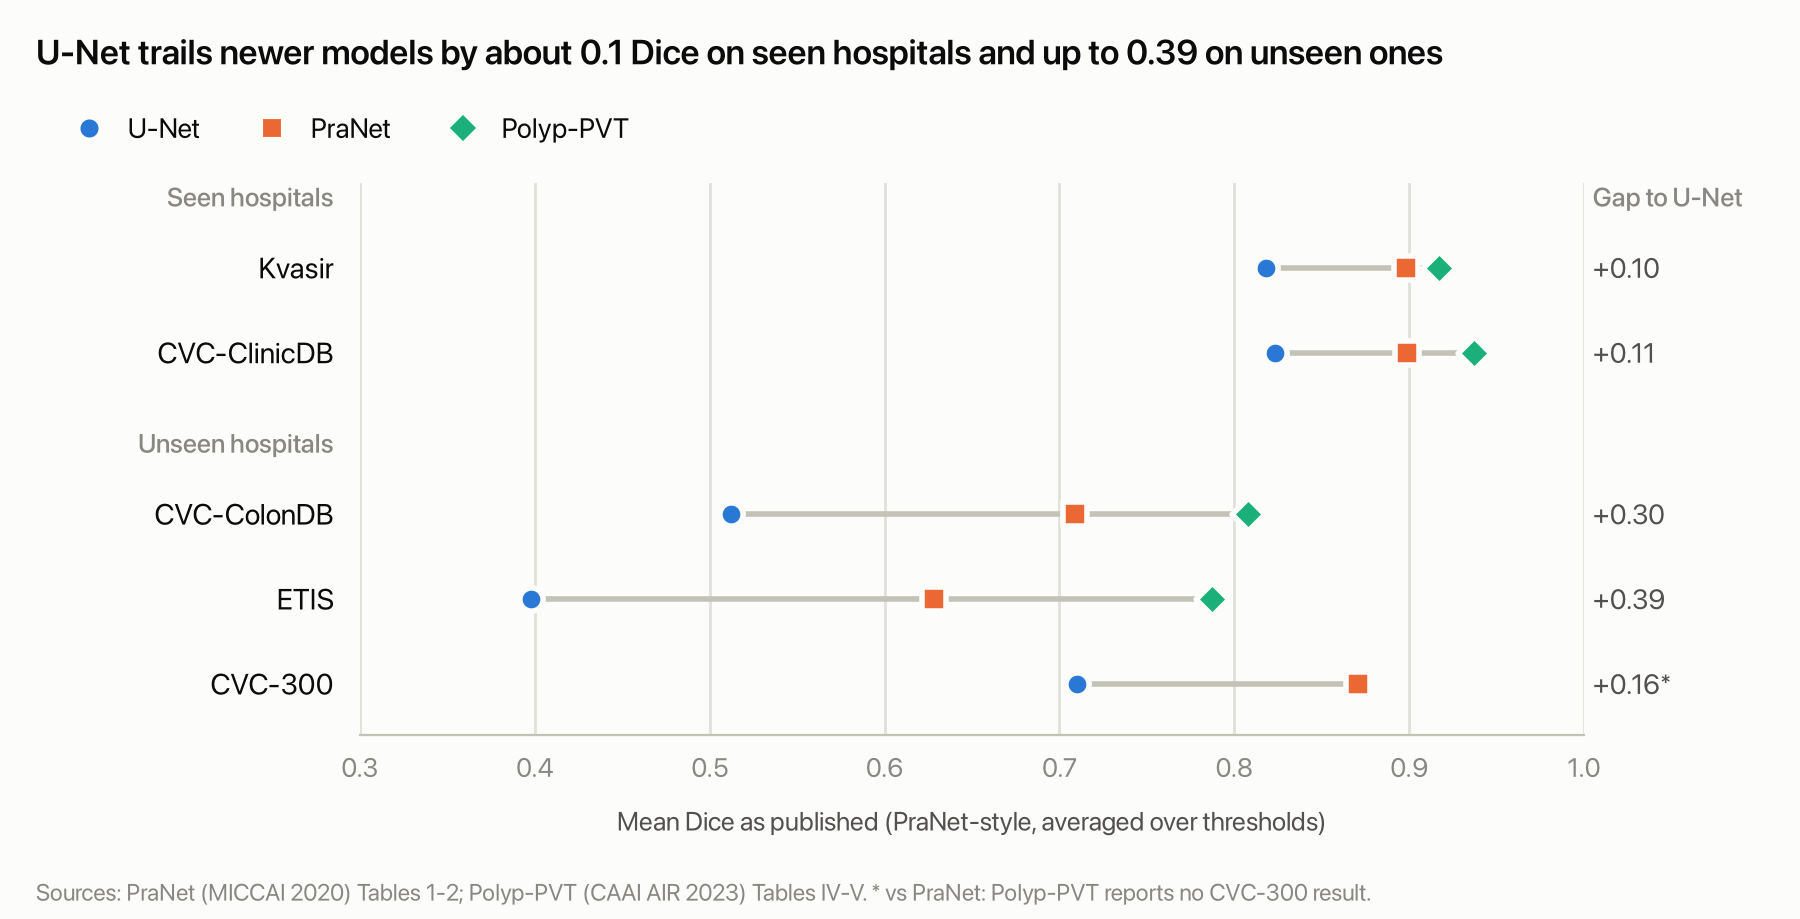 U-Net trails newer models by about 0.1 Dice on seen hospitals and up to 0.39 on unseen ones
U-Net PraNet Polyp-PVT
Seen hospitals Gap to U-Net
Kvasir +0.10
CVC-ClinicDB +0.11
Unseen hospitals
CVC-ColonDB +0.30
ETIS +0.39
CVC-300 +0.16*
0.3 0.4 0.5 0.6 0.7 0.8 0.9 1.0
Mean Dice as published (PraNet-style, averaged over thresholds)
Sources: PraNet (MICCAI 2020) Tables 1-2; Polyp-PVT (CAAI AIR 2023) Tables IV-V. * vs PraNet: Polyp-PVT reports no CVC-300 result.